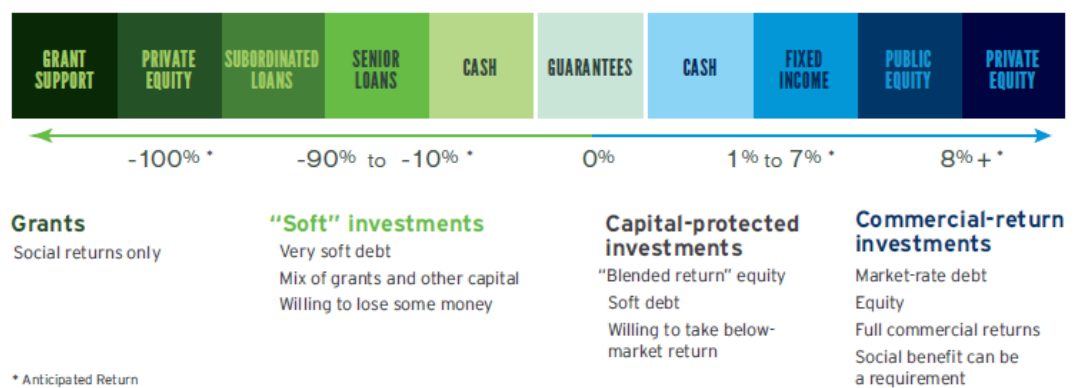 GRANT SUPPORT
PRIVATE EQUITY
SUBORDINATED LOANS
SENIOR LOANS
CASH
GUARANTEES
CASH
FIXED INCOME
PUBLIC EQUITY
PRIVATE EQUITY
-100% *
-90% to -10% *
0%
1% to 7% *
8% + *
Grants
Social returns only
"Soft" investments
Very soft debt
Mix of grants and other capital
Willing to lose some money
Capital-protected
investments
"Blended return" equity
Soft debt
Willing to take below-
market return
Commercial-return
investments
Market-rate debt
Equity
Full commercial returns
Social benefit can be
a requirement
* Anticipated Return